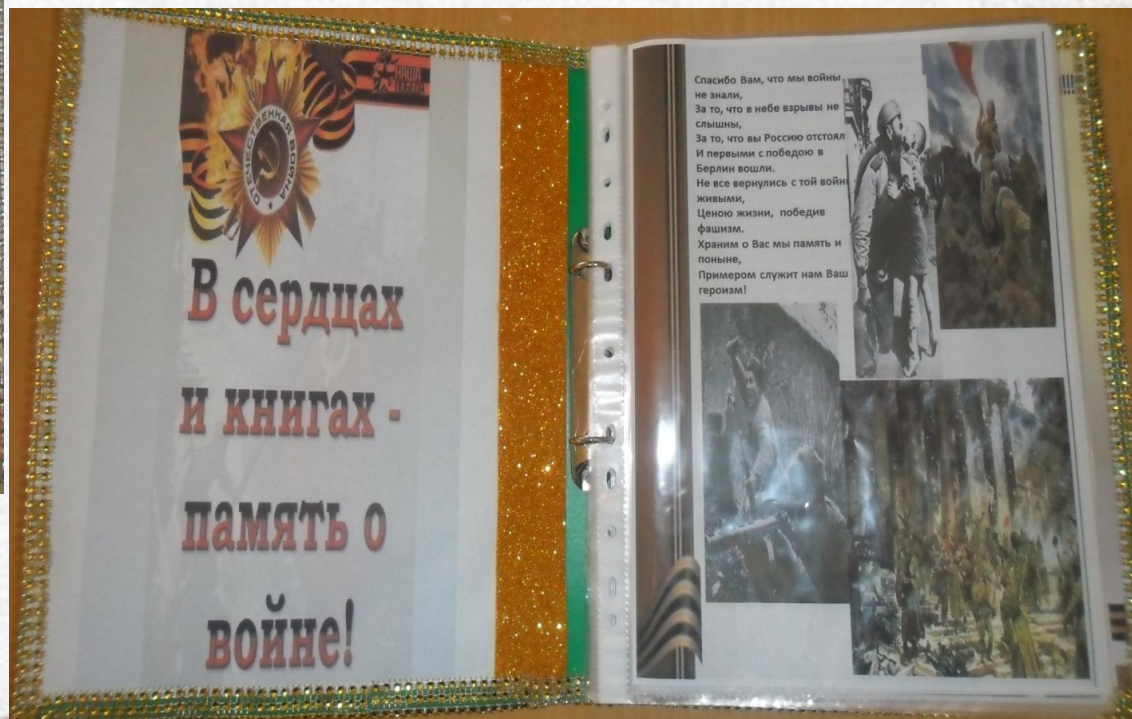 НАША
ПОБЕДА
ОТЕЧЕСТВЕННАЯ ВОЙНА
В сердцах
и книгах -
память о
войне!
Спасибо Вам, что мы войны
не знали,
За то, что в небе взрывы не
слышны,
За то, что вы Россию отстоял
И первыми с победою в
Берлин вошли.
Не все вернулись с той войн
живыми,
Ценою жизни, победив
фашизм.
Храним о Вас мы память и
поныне,
Примером служит нам Ваш
героизм!